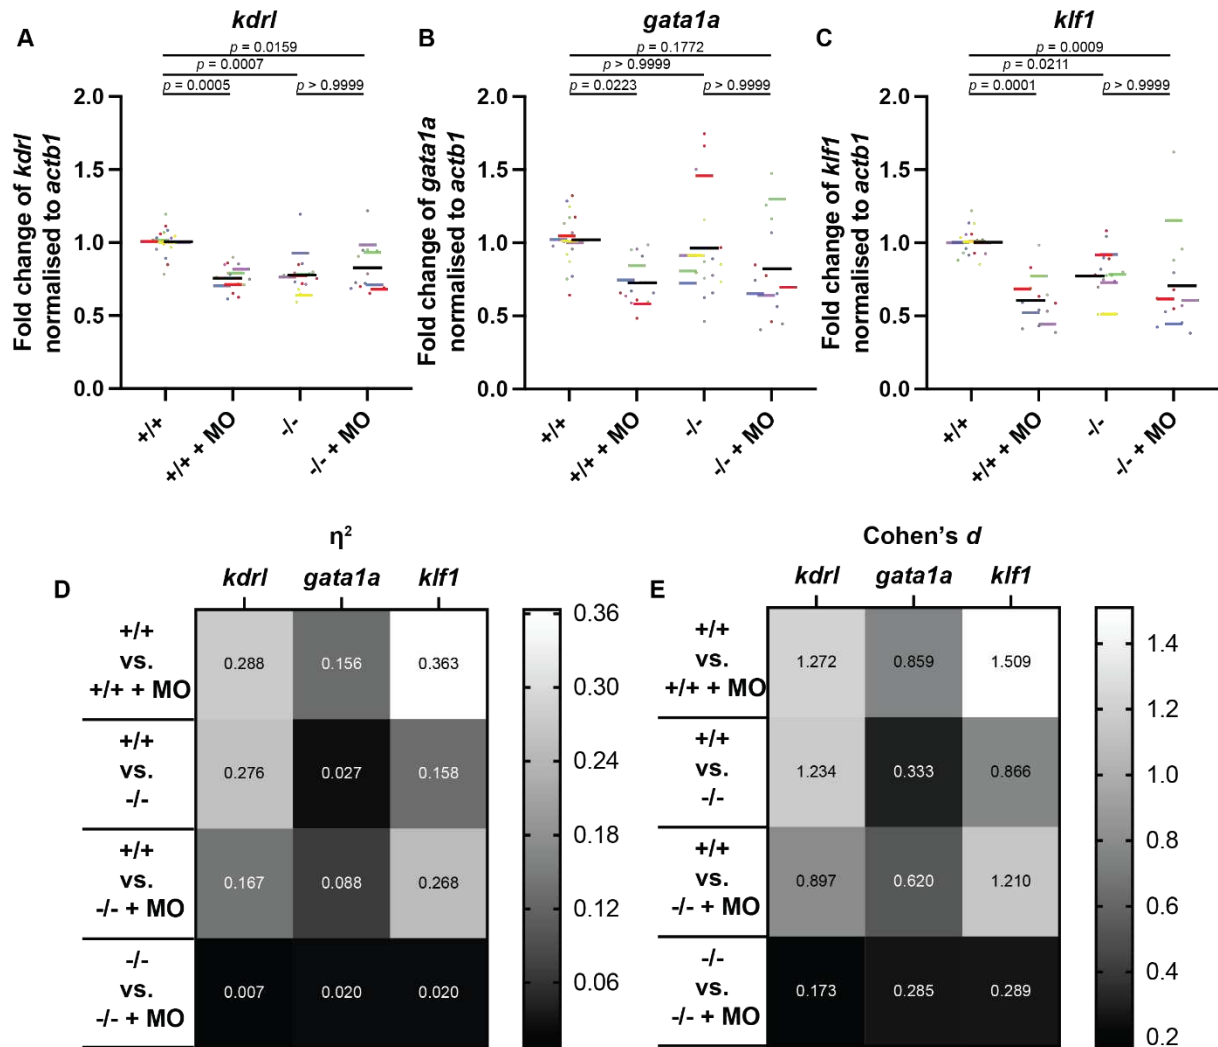 A
kdrl
p = 0.0159
p = 0.0007
p = 0.0005
p > 0.9999
Fold change of kdrl
normalised to actb1
2.0
1.5
1.0
0.5
0.0
+/+
+/+ + MO
-/-
-/- + MO
B
gata1a
p = 0.1772
p > 0.9999
p = 0.0223
p > 0.9999
Fold change of gata1a
normalised to actb1
2.0
1.5
1.0
0.5
0.0
+/+
+/+ + MO
-/-
-/- + MO
C
klf1
p = 0.0009
p = 0.0211
p = 0.0001
p > 0.9999
Fold change of klf1
normalised to actb1
2.0
1.5
1.0
0.5
0.0
+/+
+/+ + MO
-/-
-/- + MO
D
η²
kdrl gata1a klf1
+/+
vs.
+/+ + MO
0.288 0.156 0.363
+/+
vs.
-/-
0.276 0.027 0.158
+/+
vs.
-/- + MO
0.167 0.088 0.268
-/-
vs.
-/- + MO
0.007 0.020 0.020
0.36
0.30
0.24
0.18
0.12
0.06
E
Cohen's d
kdrl gata1a klf1
+/+
vs.
+/+ + MO
1.272 0.859 1.509
+/+
vs.
-/-
1.234 0.333 0.866
+/+
vs.
-/- + MO
0.897 0.620 1.210
-/-
vs.
-/- + MO
0.173 0.285 0.289
1.4
1.2
1.0
0.8
0.6
0.4
0.2